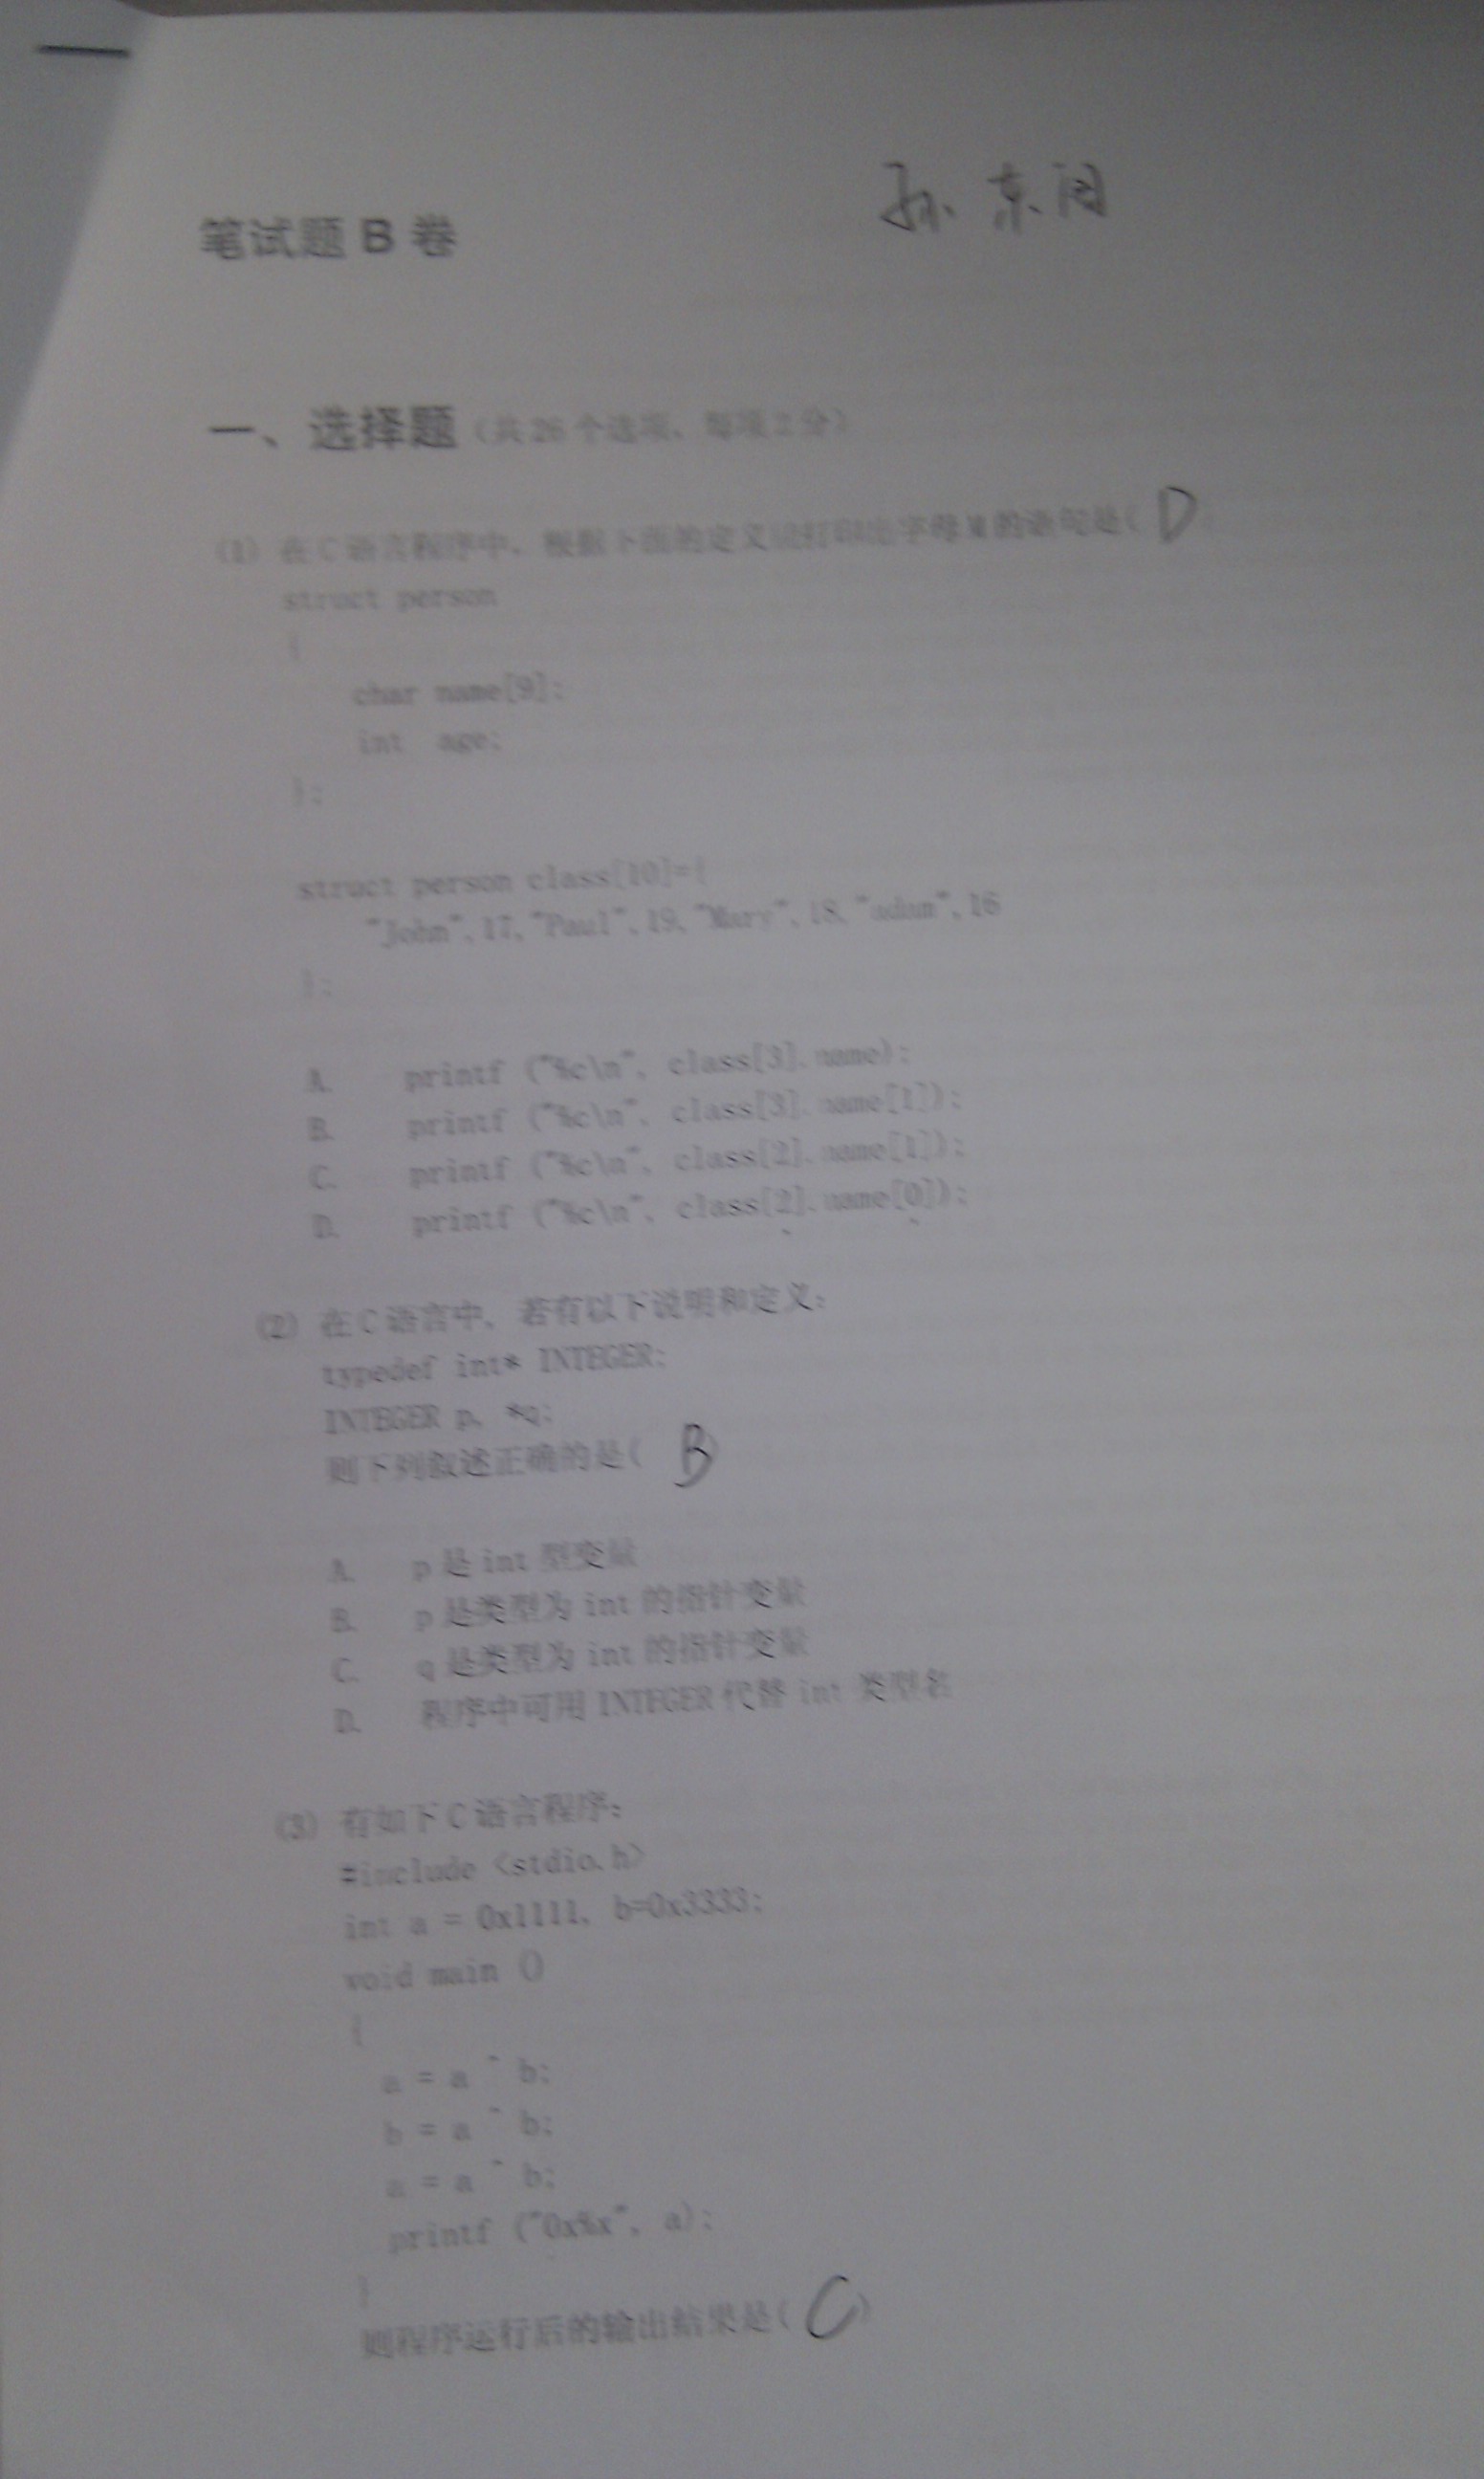 孙东
笔试题 B 卷
一、选择题（共 26 个选项，每项 2 分）
(1) 在 C 语言程序中，根据下面的定义能打印出字母 M 的语句是( D
struct person
{
char name[9];
int age;
};
struct person class[10]={
"John", 17, "Paul", 19, "Mary", 18, "adam", 16
};
A. printf ("%c\n", class[3].name);
B. printf ("%c\n", class[3].name[1]);
C. printf ("%c\n", class[2].name[1]);
D. printf ("%c\n", class[2].name[0]);
(2) 在 C 语言中，若有以下说明和定义：
typedef int* INTEGER;
INTEGER p, *q;
则下列叙述正确的是( B )
A. p 是 int 型变量
B. p 是类型为 int 的指针变量
C. q 是类型为 int 的指针变量
D. 程序中可用 INTEGER 代替 int 类型名
(3) 有如下 C 语言程序：
#include <stdio.h>
int a = 0x1111, b=0x3333;
void main ()
{
a = a ^ b;
b = a ^ b;
a = a ^ b;
printf ("0x%x", a);
}
则程序运行后的输出结果是( C )